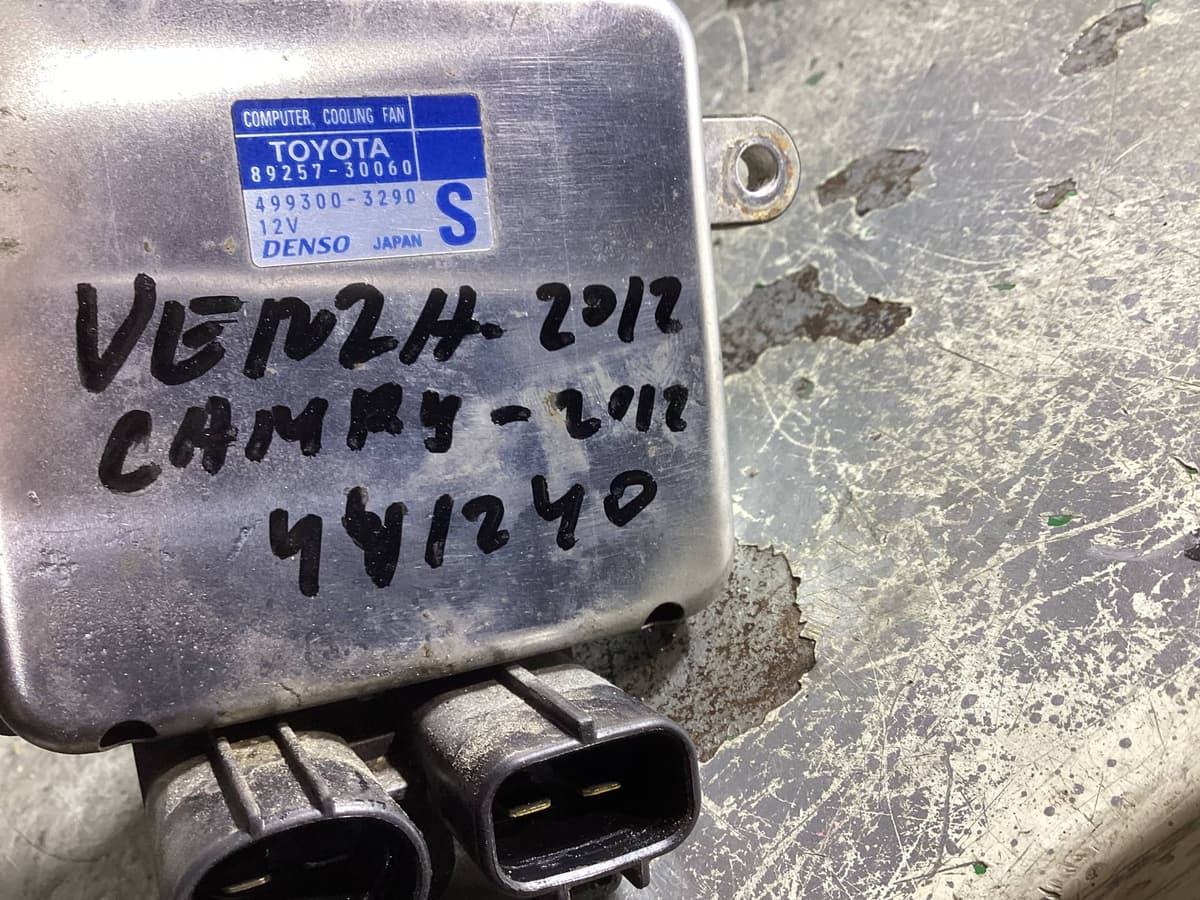 COMPUTER, COOLING FAN
TOYOTA
89257-30060
499300-3290
12V
S
DENSO JAPAN
VENZA. 2012
CAMRY-2012
441240